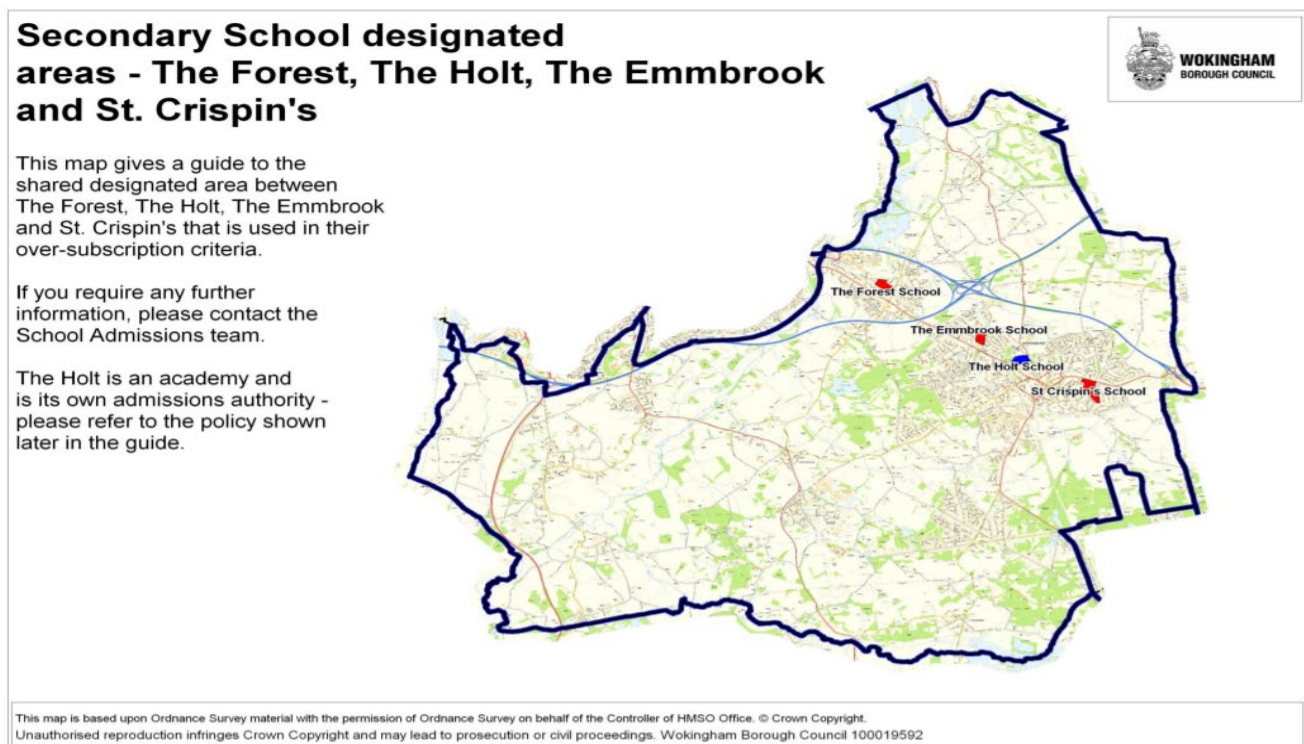 Secondary School designated
areas - The Forest, The Holt, The Emmbrook
and St. Crispin's
WOKINGHAM
BOROUGH COUNCIL
This map gives a guide to the
shared designated area between
The Forest, The Holt, The Emmbrook
and St. Crispin's that is used in their
over-subscription criteria.
If you require any further
information, please contact the
School Admissions team.
The Holt is an academy and
is its own admissions authority -
please refer to the policy shown
later in the guide.
The Forest School
The Emmbrook School
The Holt School
St Crispin's School
This map is based upon Ordnance Survey material with the permission of Ordnance Survey on behalf of the Controller of HMSO Office. © Crown Copyright.
Unauthorised reproduction infringes Crown Copyright and may lead to prosecution or civil proceedings. Wokingham Borough Council 100019592